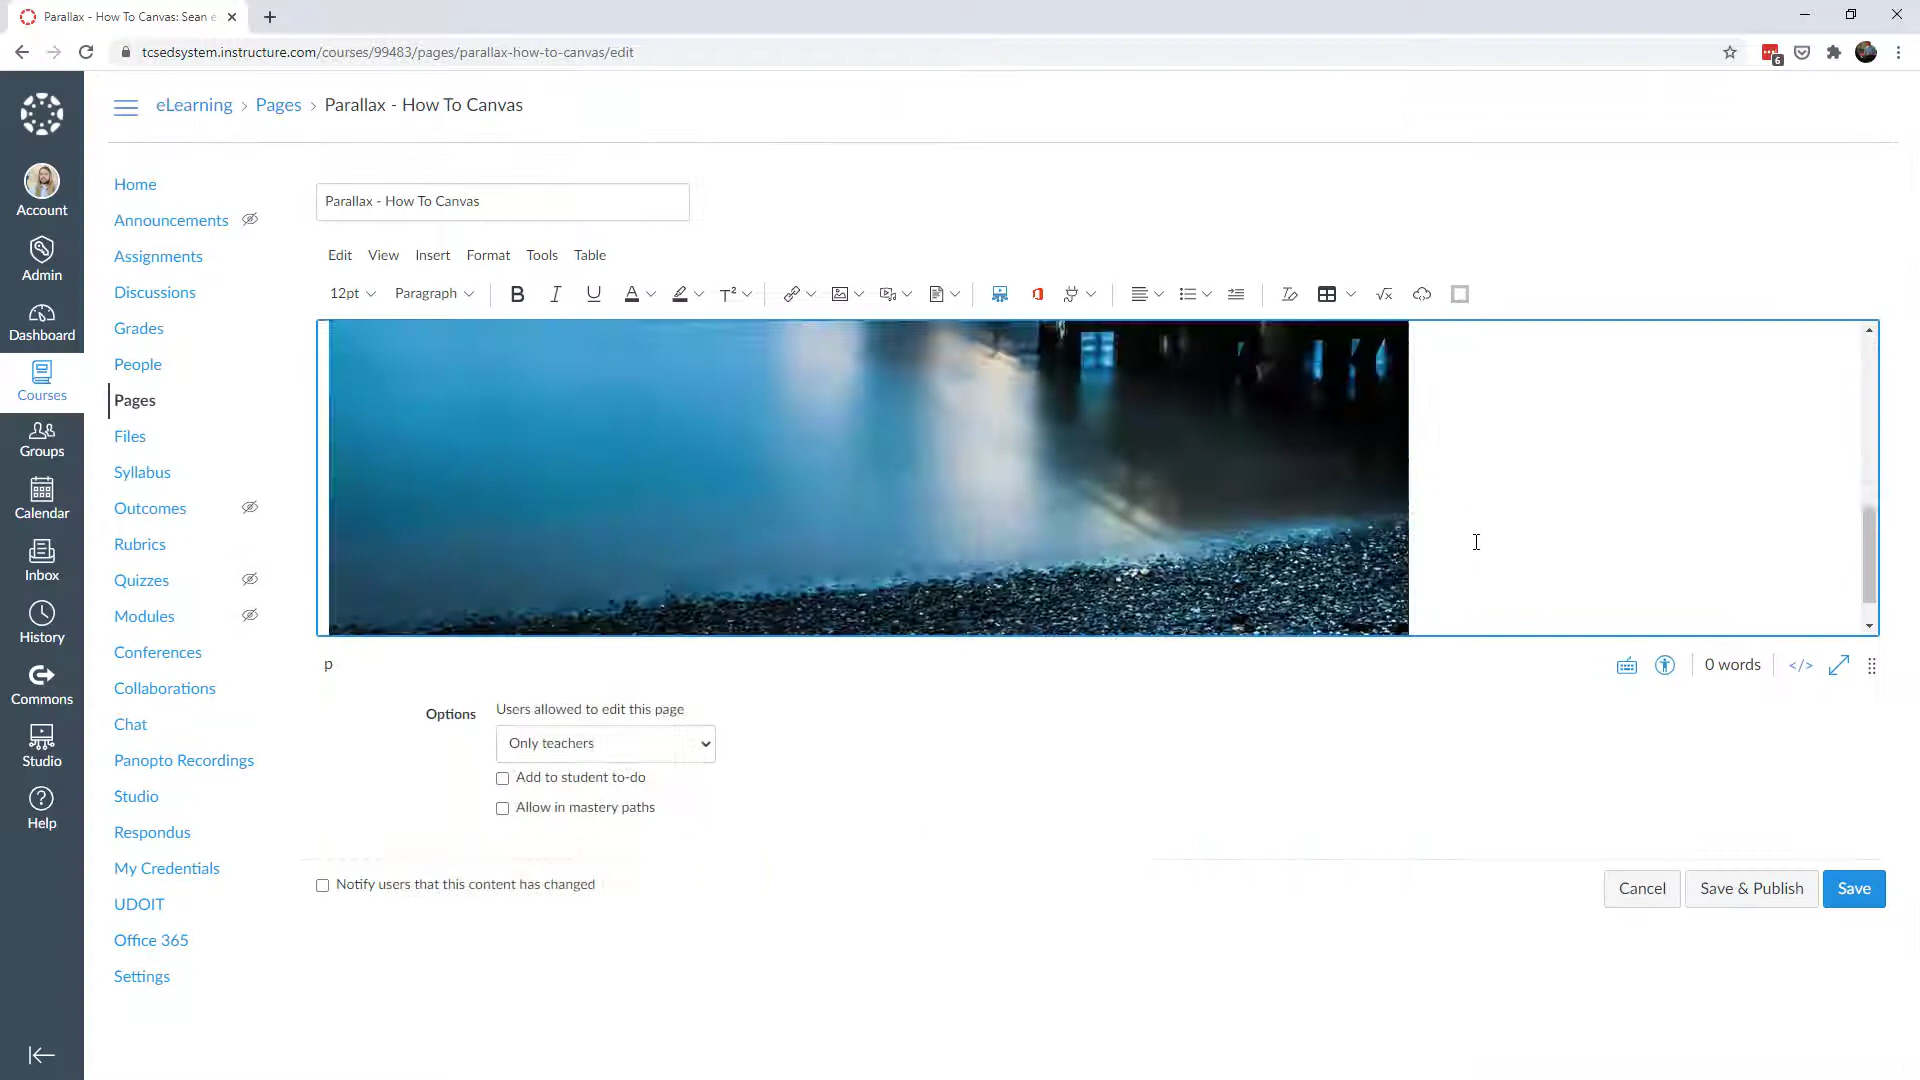 Parallax - How To Canvas: Sean e
tcsedsystem.instructure.com/courses/99483/pages/parallax-how-to-canvas/edit
6
eLearning › Pages › Parallax - How To Canvas
Account
Admin
Dashboard
Courses
Groups
Calendar
Inbox
History
Commons
Studio
Help
Home
Announcements
Assignments
Discussions
Grades
People
Pages
Files
Syllabus
Outcomes
Rubrics
Quizzes
Modules
Conferences
Collaborations
Chat
Panopto Recordings
Studio
Respondus
My Credentials
UDOIT
Office 365
Settings
Parallax - How To Canvas
Edit View Insert Format Tools Table
12pt Paragraph B I U A T²
p
0 words </>
Options
Users allowed to edit this page
Only teachers
Add to student to-do
Allow in mastery paths
Notify users that this content has changed
Cancel Save & Publish Save